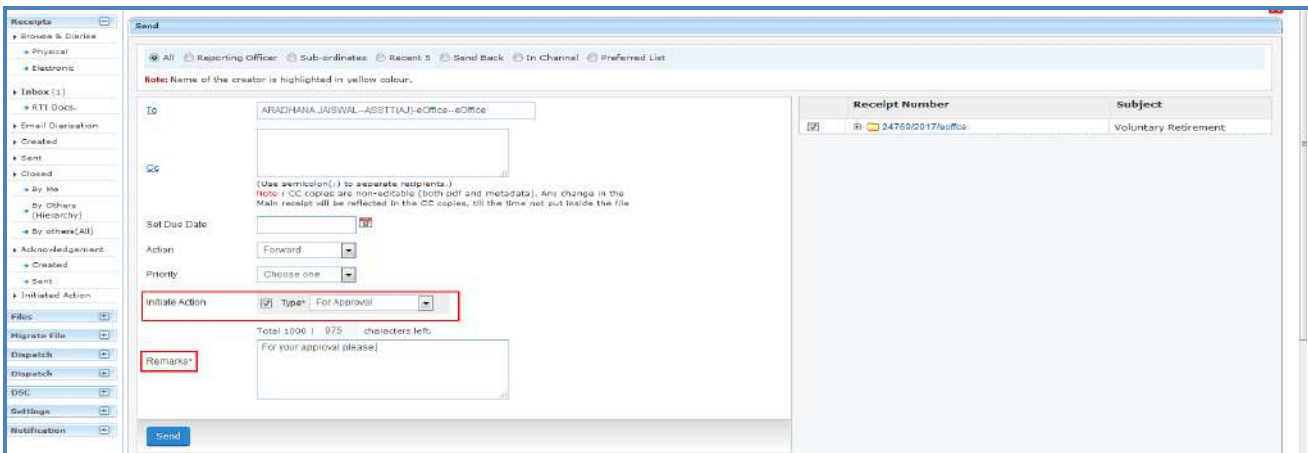 Receipts
Browse & Diarise
Physical
Electronic
Inbox (1)
RTI Docs.
Email Diarisation
Created
Sent
Closed
By Me
By Others
(Hierarchy)
By others(All)
Acknowledgement
Created
Sent
Initiated Action
Files
Migrate File
Dispatch
Dispatch
DSC
Settings
Notification
Send
All Reporting Officer Sub-ordinates Recent 5 Send Back In Channel Preferred List
Note: Name of the creator is highlighted in yellow colour.
To ARADHANA JAISWAL--ASSTT(AJ)-eOffice--eOffice
Cc
(Use semicolon(;) to separate recipients.)
Note : CC copies are non-editable (both pdf and metadata). Any change in the
Main receipt will be reflected in the CC copies, till the time not put inside the file
Set Due Date
Action Forward
Priority Choose one
Initiate Action Type* For Approval
Total 1000 | 975 characters left.
Remarks* For your approval please.
Send
Receipt Number Subject
24769/2017/eoffice Voluntary Retirement